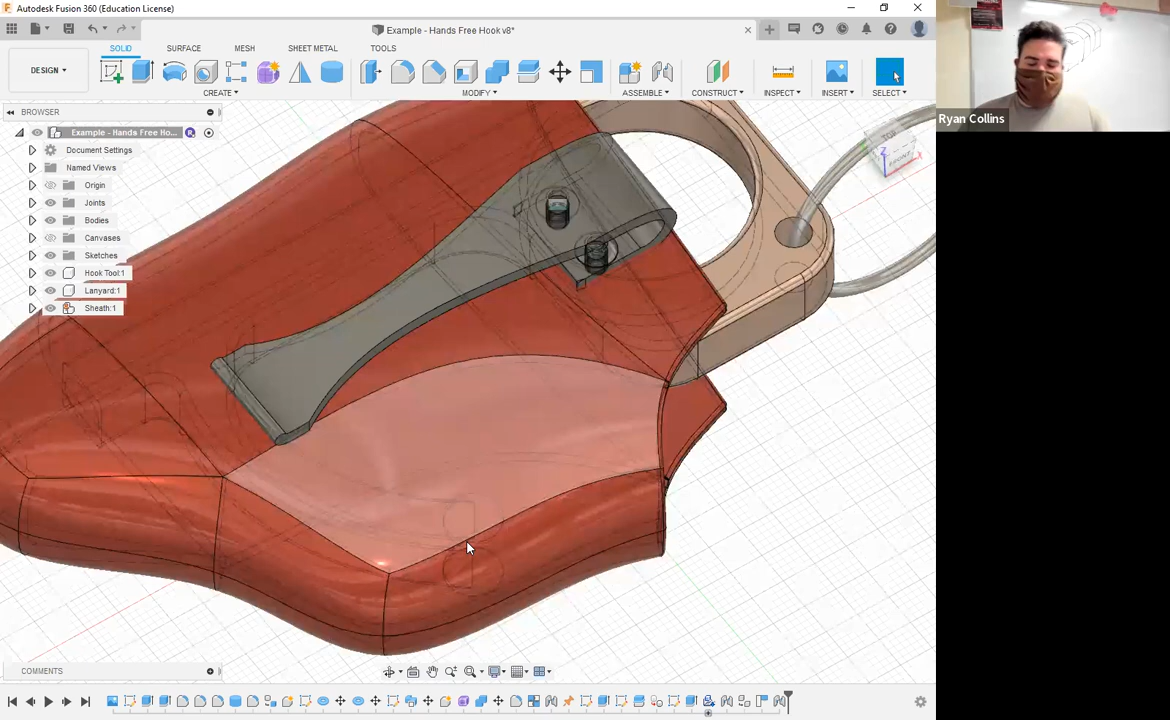 Autodesk Fusion 360 (Education License)
Example - Hands Free Hook v8*
DESIGN
SOLID SURFACE MESH SHEET METAL TOOLS
CREATE MODIFY ASSEMBLE CONSTRUCT INSPECT INSERT SELECT
BROWSER
Example - Hands Free Ho...
Document Settings
Named Views
Origin
Joints
Bodies
Canvases
Sketches
Hook Tool:1
Lanyard:1
Sheath:1
TOP
FRONT
Z
X
Ryan Collins
COMMENTS